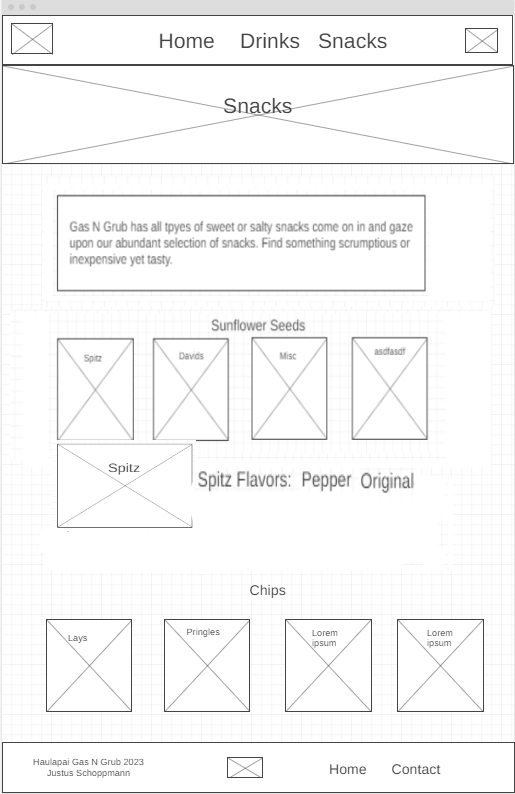 Home Drinks Snacks
Snacks
Gas N Grub has all tpyes of sweet or salty snacks come on in and gaze
upon our abundant selection of snacks. Find something scrumptious or
inexpensive yet tasty.
Sunflower Seeds
Spitz Davids Misc asdfasdf
Spitz
Spitz Flavors: Pepper Original
Chips
Lays Pringles Lorem Lorem
ipsum ipsum
Haulapai Gas N Grub 2023
Justus Schoppmann
Home Contact